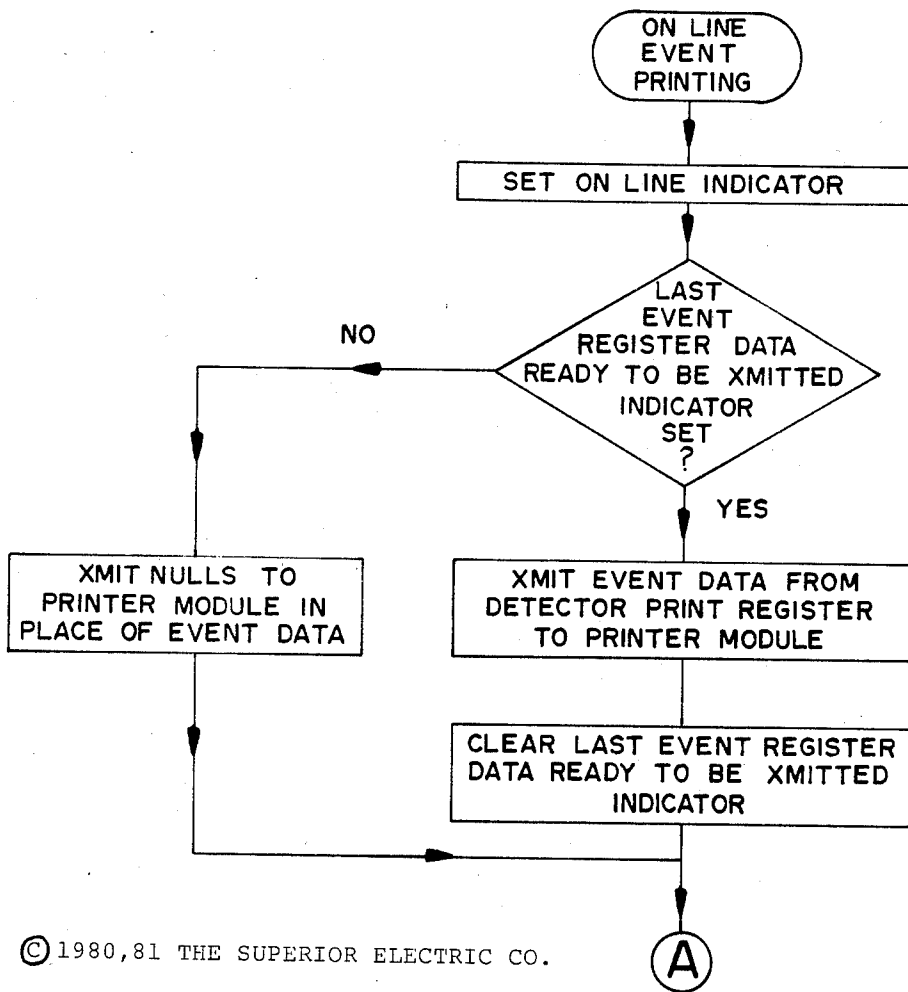 ON LINE
EVENT
PRINTING
SET ON LINE INDICATOR
LAST
EVENT
REGISTER DATA
READY TO BE XMITTED
INDICATOR
SET
?
NO
YES
XMIT NULLS TO
PRINTER MODULE IN
PLACE OF EVENT DATA
XMIT EVENT DATA FROM
DETECTOR PRINT REGISTER
TO PRINTER MODULE
CLEAR LAST EVENT REGISTER
DATA READY TO BE XMITTED
INDICATOR
A
© 1980,81 THE SUPERIOR ELECTRIC CO.